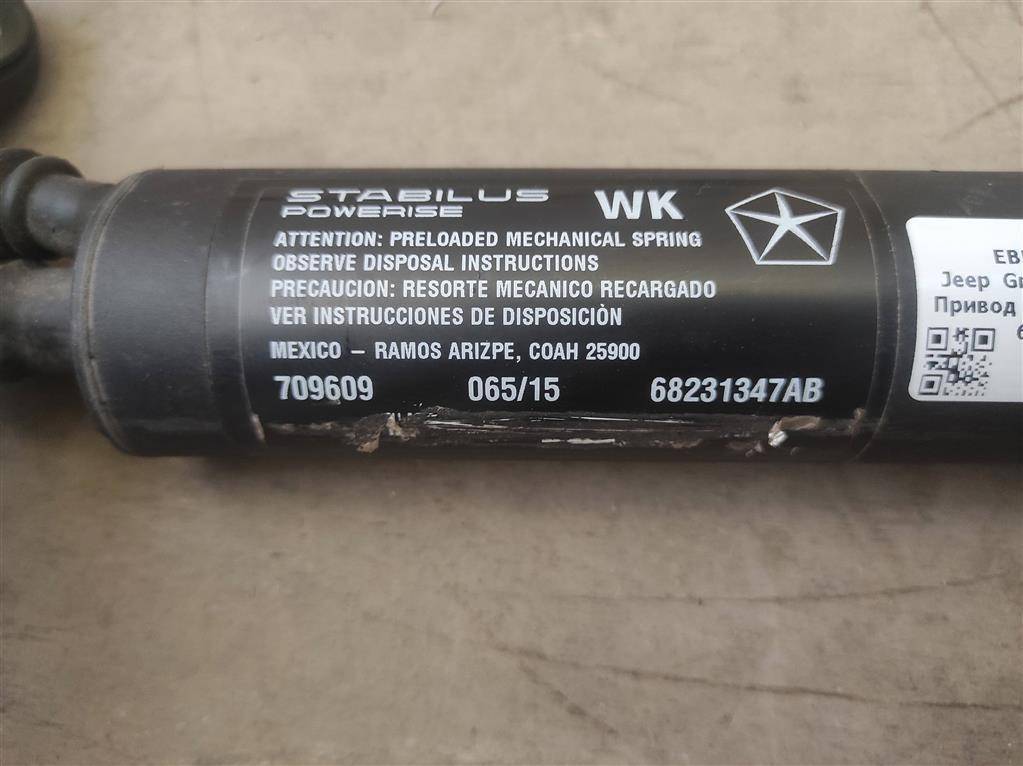 STABILUS
POWERISE
WK
ATTENTION: PRELOADED MECHANICAL SPRING
OBSERVE DISPOSAL INSTRUCTIONS
PRECAUCION: RESORTE MECANICO RECARGADO
VER INSTRUCCIONES DE DISPOSICIÒN
MEXICO – RAMOS ARIZPE, COAH 25900
709609 065/15 68231347AB
Jeep
Привод